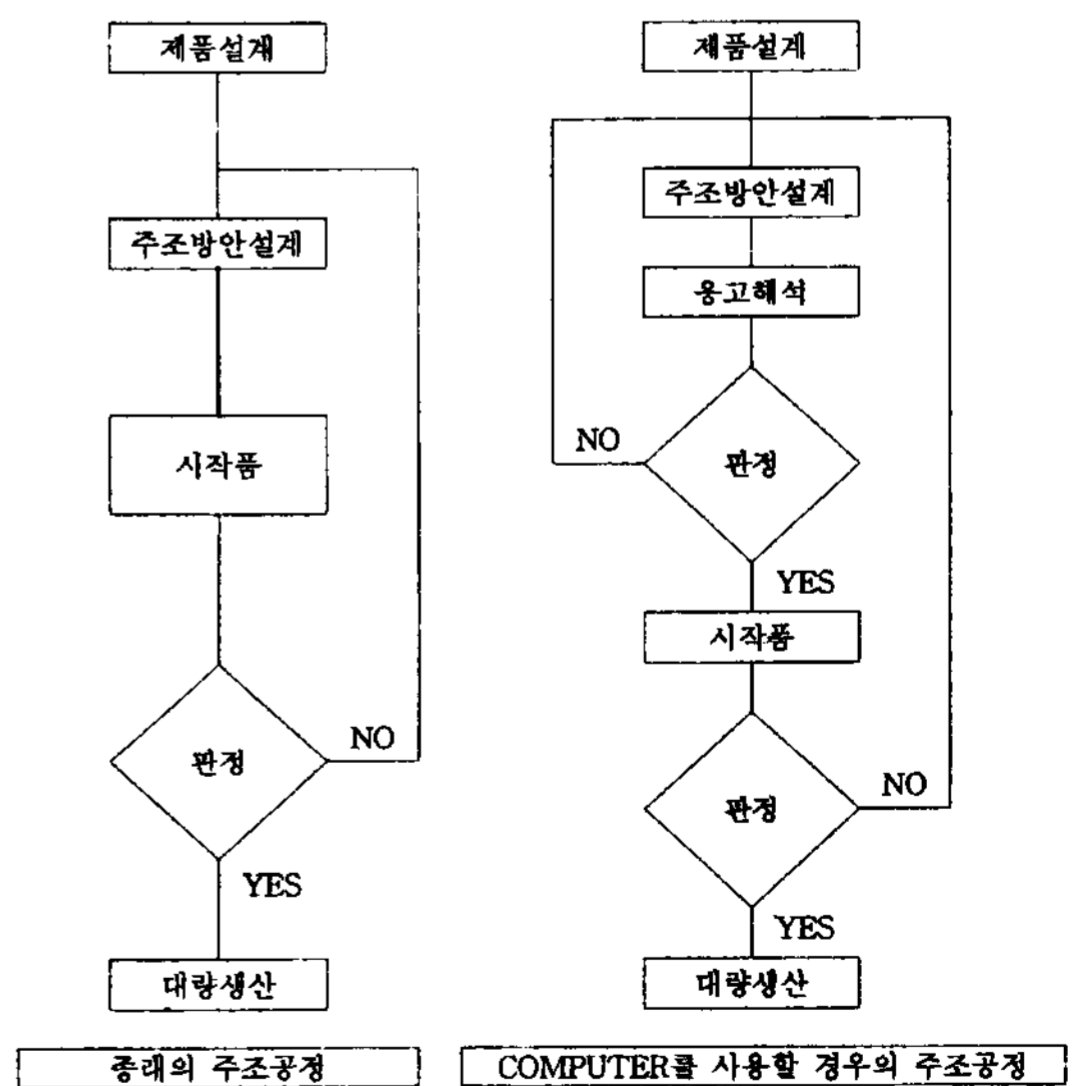 제품설계
주조방안설계
시작품
판정
NO
YES
대량생산
종래의 주조공정
제품설계
주조방안설계
응고해석
판정
NO
YES
시작품
판정
NO
YES
대량생산
COMPUTER를 사용할 경우의 주조공정